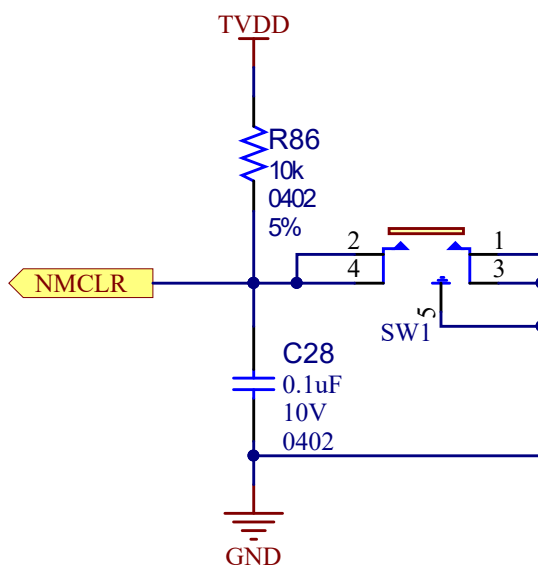 TVDD
R86
10k
0402
5%
2
1
4
3
NMCLR
5
SW1
C28
0.1uF
10V
0402
GND